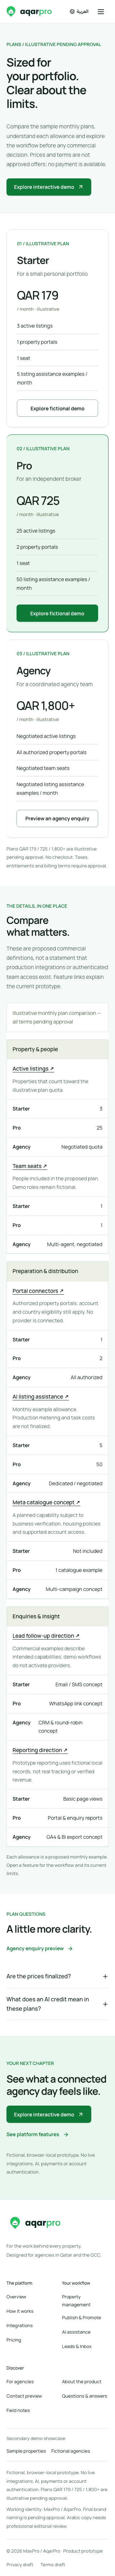 aqarpro
العربية
PLANS / ILLUSTRATIVE PENDING APPROVAL
Sized for
your portfolio.
Clear about the
limits.
Compare the sample monthly plans,
understand what each could enable and
explore the workflow before making any
decision. Prices and terms are not
approved offers; no payment is available.
Explore interactive demo ↗
01 / ILLUSTRATIVE PLAN
Starter
For a small personal portfolio
QAR 179
/ month · illustrative
3 active listings
1 property portals
1 seat
5 listing assistance examples /
month
Explore fictional demo
02 / ILLUSTRATIVE PLAN
Pro
For an independent broker
QAR 725
/ month · illustrative
25 active listings
2 property portals
1 seat
50 listing assistance examples /
month
Explore fictional demo
03 / ILLUSTRATIVE PLAN
Agency
For a coordinated agency team
QAR 1,800+
/ month · illustrative
Negotiated active listings
All authorized property portals
Negotiated team seats
Negotiated listing assistance
examples / month
Preview an agency enquiry
Plans QAR 179 / 725 / 1,800+ are illustrative
pending approval. No checkout. Taxes,
entitlements and billing terms require approval.
THE DETAILS, IN ONE PLACE
Compare
what matters.
These are proposed commercial
definitions, not a statement that
production integrations or authenticated
team access exist. Feature links explain
the current prototype.
Illustrative monthly plan comparison —
all terms pending approval
Property & people
Active listings ↗
Properties that count toward the
illustrative plan quota.
Starter 3
Pro 25
Agency Negotiated quota
Team seats ↗
People included in the proposed plan.
Demo roles remain fictional.
Starter 1
Pro 1
Agency Multi-agent, negotiated
Preparation & distribution
Portal connectors ↗
Authorized property portals; account
and country eligibility still apply. No
provider is connected.
Starter 1
Pro 2
Agency All authorized
AI listing assistance ↗
Monthly example allowance.
Production metering and task costs
are not finalized.
Starter 5
Pro 50
Agency Dedicated / negotiated
Meta catalogue concept ↗
A planned capability subject to
business verification, housing policies
and supported account access.
Starter Not included
Pro 1 catalogue example
Agency Multi-campaign concept
Enquiries & insight
Lead follow-up direction ↗
Commercial examples describe
intended capabilities; demo workflows
do not activate providers.
Starter Email / SMS concept
Pro WhatsApp link concept
Agency CRM & round-robin
concept
Reporting direction ↗
Prototype reporting uses fictional local
records, not real tracking or verified
revenue.
Starter Basic page views
Pro Portal & enquiry reports
Agency GA4 & BI export concept
Each allowance is a proposed monthly example.
Open a feature for the workflow and its current
limits.
PLAN QUESTIONS
A little more clarity.
Agency enquiry preview →
Are the prices finalized? +
What does an AI credit mean in
these plans? +
YOUR NEXT CHAPTER
See what a connected
agency day feels like.
Explore interactive demo ↗
See platform features →
Fictional, browser-local prototype. No live
integrations, AI, payments or account
authentication.
aqarpro
For the work behind every property.
Designed for agencies in Qatar and the GCC.
The platform
Overview
How it works
Integrations
Pricing
Your workflow
Property
management
Publish & Promote
AI assistance
Leads & Inbox
Discover
For agencies
Contact preview
Field notes
About the product
Questions & answers
Secondary demo showcase
Sample properties Fictional agencies
Fictional, browser-local prototype. No live
integrations, AI, payments or account
authentication. Plans QAR 179 / 725 / 1,800+ are
illustrative pending approval.
Working identity: MaxPro / AqarPro. Final brand
naming is pending approval. Arabic copy needs
professional editorial review.
© 2026 MaxPro / AqarPro · Product prototype
Privacy draft Terms draft